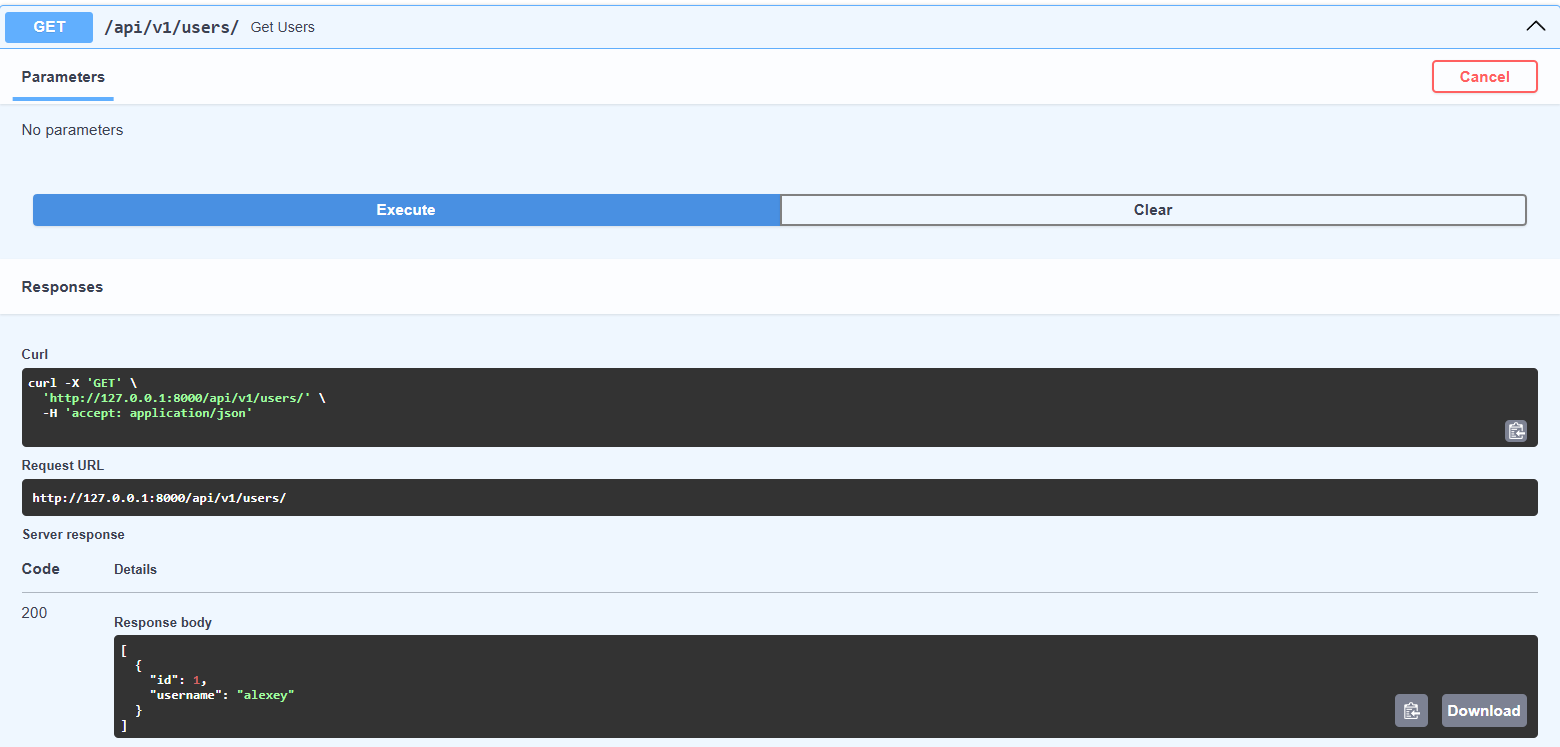 GET /api/v1/users/ Get Users
Parameters
Cancel
No parameters
Execute
Clear
Responses
Curl
curl -X 'GET' \
  'http://127.0.0.1:8000/api/v1/users/' \
  -H 'accept: application/json'
Request URL
http://127.0.0.1:8000/api/v1/users/
Server response
Code Details
200
Response body
[
  {
    "id": 1,
    "username": "alexey"
  }
]
Download